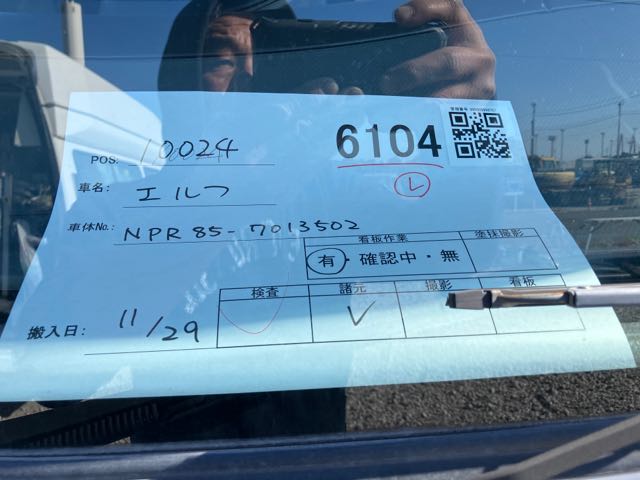 POS: 10024
6104
車名: エルフ
車体No.: NPR85-7013502
看板作業 塗抹撮影
有・確認中・無
検査 諸元 撮影 看板
搬入日: 11/29